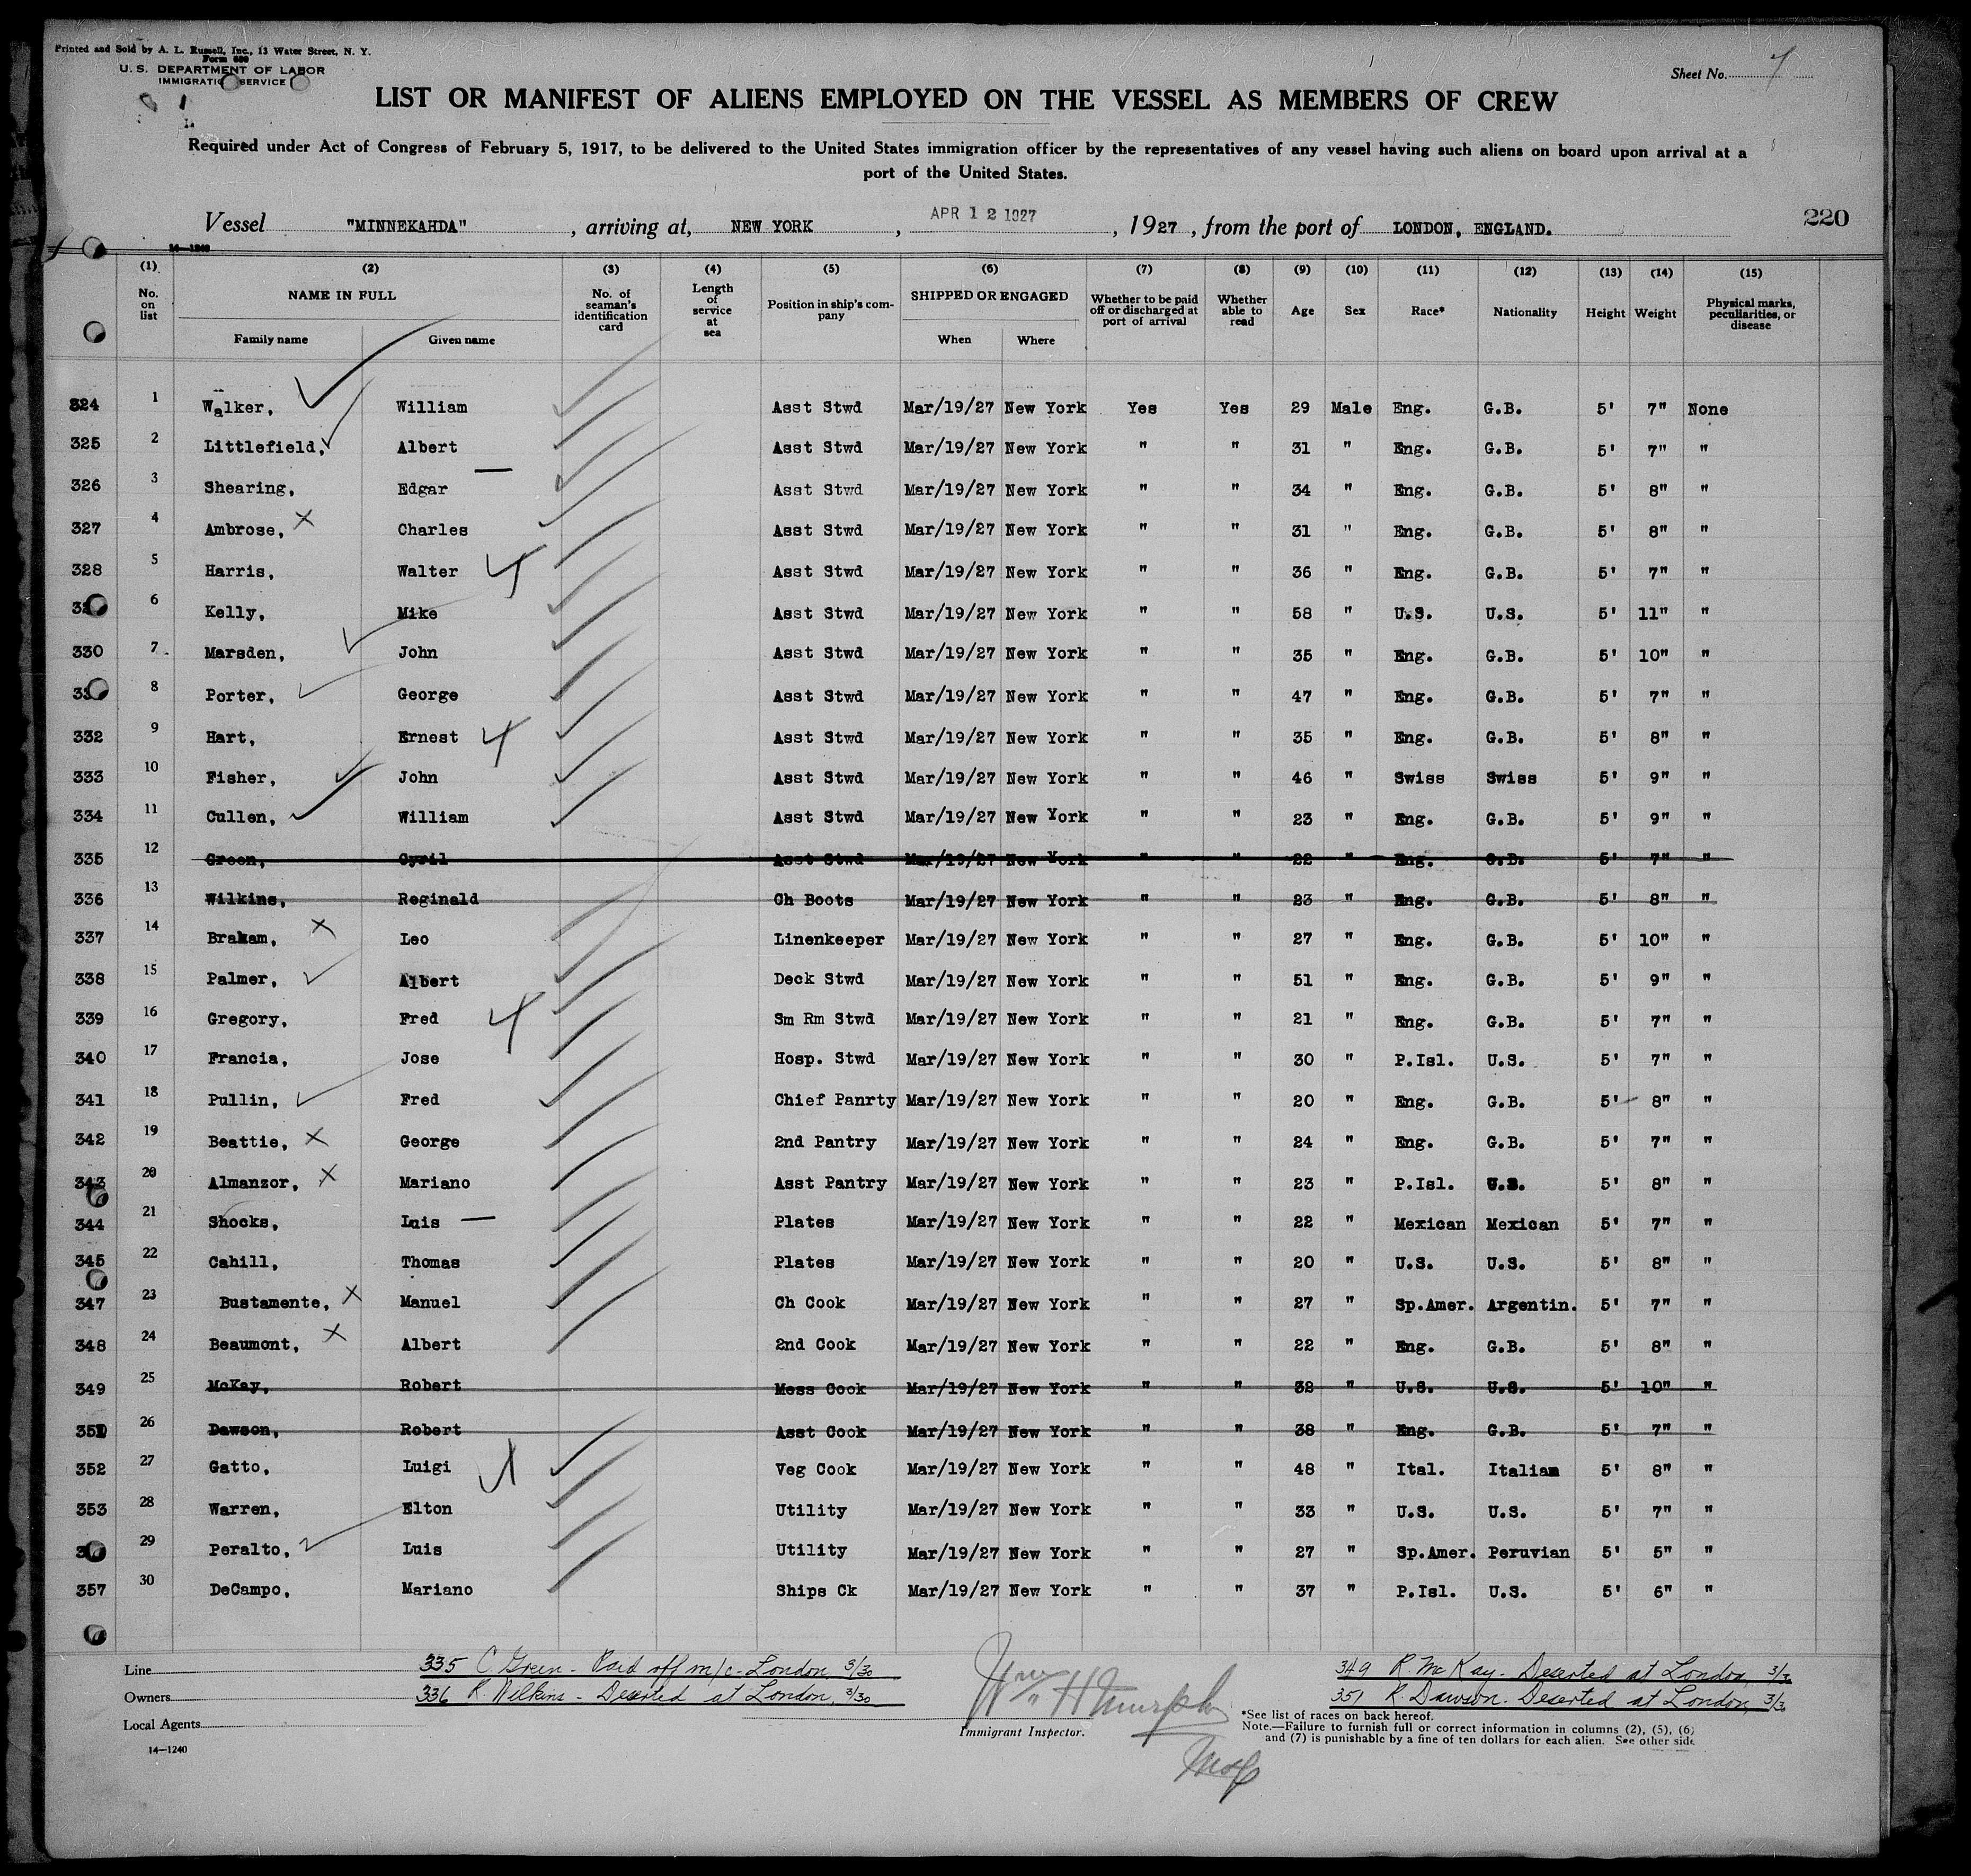 Printed and Sold by A. L. Russell, Inc., 13 Water Street, N. Y.
Form 680
U. S. DEPARTMENT OF LABOR
IMMIGRATION SERVICE
Sheet No.
LIST OR MANIFEST OF ALIENS EMPLOYED ON THE VESSEL AS MEMBERS OF CREW
Required under Act of Congress of February 5, 1917, to be delivered to the United States immigration officer by the representatives of any vessel having such aliens on board upon arrival at a
port of the United States.
Vessel "MINNEKAHDA", arriving at, NEW YORK, APR 12 1927, 1927, from the port of LONDON, ENGLAND. 220
14-1240
(1) (2) (3) (4) (5) (6) (7) (8) (9) (10) (11) (12) (13) (14) (15)
No. on list NAME IN FULL Family name Given name No. of seaman's identification card Length of service at sea Position in ship's company SHIPPED OR ENGAGED When Where Whether to be paid off or discharged at port of arrival Whether able to read Age Sex Race* Nationality Height Weight Physical marks, peculiarities, or disease
324 1 Walker, William Asst Stwd Mar/19/27 New York Yes Yes 29 Male Eng. G.B. 5' 7" None
325 2 Littlefield, Albert Asst Stwd Mar/19/27 New York " " 31 " Eng. G.B. 5' 7" "
326 3 Shearing, Edgar Asst Stwd Mar/19/27 New York " " 34 " Eng. G.B. 5' 8" "
327 4 Ambrose, Charles Asst Stwd Mar/19/27 New York " " 31 " Eng. G.B. 5' 8" "
328 5 Harris, Walter Asst Stwd Mar/19/27 New York " " 36 " Eng. G.B. 5' 7" "
6 Kelly, Mike Asst Stwd Mar/19/27 New York " " 58 " U.S. U.S. 5' 11" "
330 7 Marsden, John Asst Stwd Mar/19/27 New York " " 35 " Eng. G.B. 5' 10" "
8 Porter, George Asst Stwd Mar/19/27 New York " " 47 " Eng. G.B. 5' 7" "
332 9 Hart, Ernest Asst Stwd Mar/19/27 New York " " 35 " Eng. G.B. 5' 8" "
333 10 Fisher, John Asst Stwd Mar/19/27 New York " " 46 " Swiss Swiss 5' 9" "
334 11 Cullen, William Asst Stwd Mar/19/27 New York " " 23 " Eng. G.B. 5' 9" "
335 12 Green, Cyril Asst Stwd Mar/19/27 New York " " 22 " Eng. G.B. 5' 7" "
336 13 Wilkins, Reginald Ch Boots Mar/19/27 New York " " 23 " Eng. G.B. 5' 8" "
337 14 Braham, Leo Linenkeeper Mar/19/27 New York " " 27 " Eng. G.B. 5' 10" "
338 15 Palmer, Albert Deck Stwd Mar/19/27 New York " " 51 " Eng. G.B. 5' 9" "
339 16 Gregory, Fred Sm Rm Stwd Mar/19/27 New York " " 21 " Eng. G.B. 5' 7" "
340 17 Francia, Jose Hosp. Stwd Mar/19/27 New York " " 30 " P.Isl. U.S. 5' 7" "
341 18 Pullin, Fred Chief Panrty Mar/19/27 New York " " 20 " Eng. G.B. 5' 8" "
342 19 Beattie, George 2nd Pantry Mar/19/27 New York " " 24 " Eng. G.B. 5' 7" "
343 20 Almanzor, Mariano Asst Pantry Mar/19/27 New York " " 23 " P.Isl. U.S. 5' 8" "
344 21 Shocks, Luis Plates Mar/19/27 New York " " 22 " Mexican Mexican 5' 7" "
345 22 Cahill, Thomas Plates Mar/19/27 New York " " 20 " U.S. U.S. 5' 8" "
347 23 Bustamente, Manuel Ch Cook Mar/19/27 New York " " 27 " Sp.Amer. Argentin. 5' 7" "
348 24 Beaumont, Albert 2nd Cook Mar/19/27 New York " " 22 " Eng. G.B. 5' 8" "
349 25 McKay, Robert Mess Cook Mar/19/27 New York " " 32 " U.S. U.S. 5' 10" "
351 26 Dawson, Robert Asst Cook Mar/19/27 New York " " 38 " Eng. G.B. 5' 7" "
352 27 Gatto, Luigi Veg Cook Mar/19/27 New York " " 48 " Ital. Italian 5' 8" "
353 28 Warren, Elton Utility Mar/19/27 New York " " 33 " U.S. U.S. 5' 7" "
29 Peralto, Luis Utility Mar/19/27 New York " " 27 " Sp.Amer. Peruvian 5' 5" "
357 30 DeCampo, Mariano Ships Ck Mar/19/27 New York " " 37 " P.Isl. U.S. 5' 6" "
Line 335 C Green - Paid off m/c - London, 3/30 349 R. McKay - Deserted at London,
Owners 336 R Wilkins - Deserted at London, 3/30 351 R. Dawson - Deserted at London,
Local Agents
Wm H Murphy
Immigrant Inspector.
*See list of races on back hereof.
Note.—Failure to furnish full or correct information in columns (2), (5), (6)
and (7) is punishable by a fine of ten dollars for each alien. See other side
14—1240